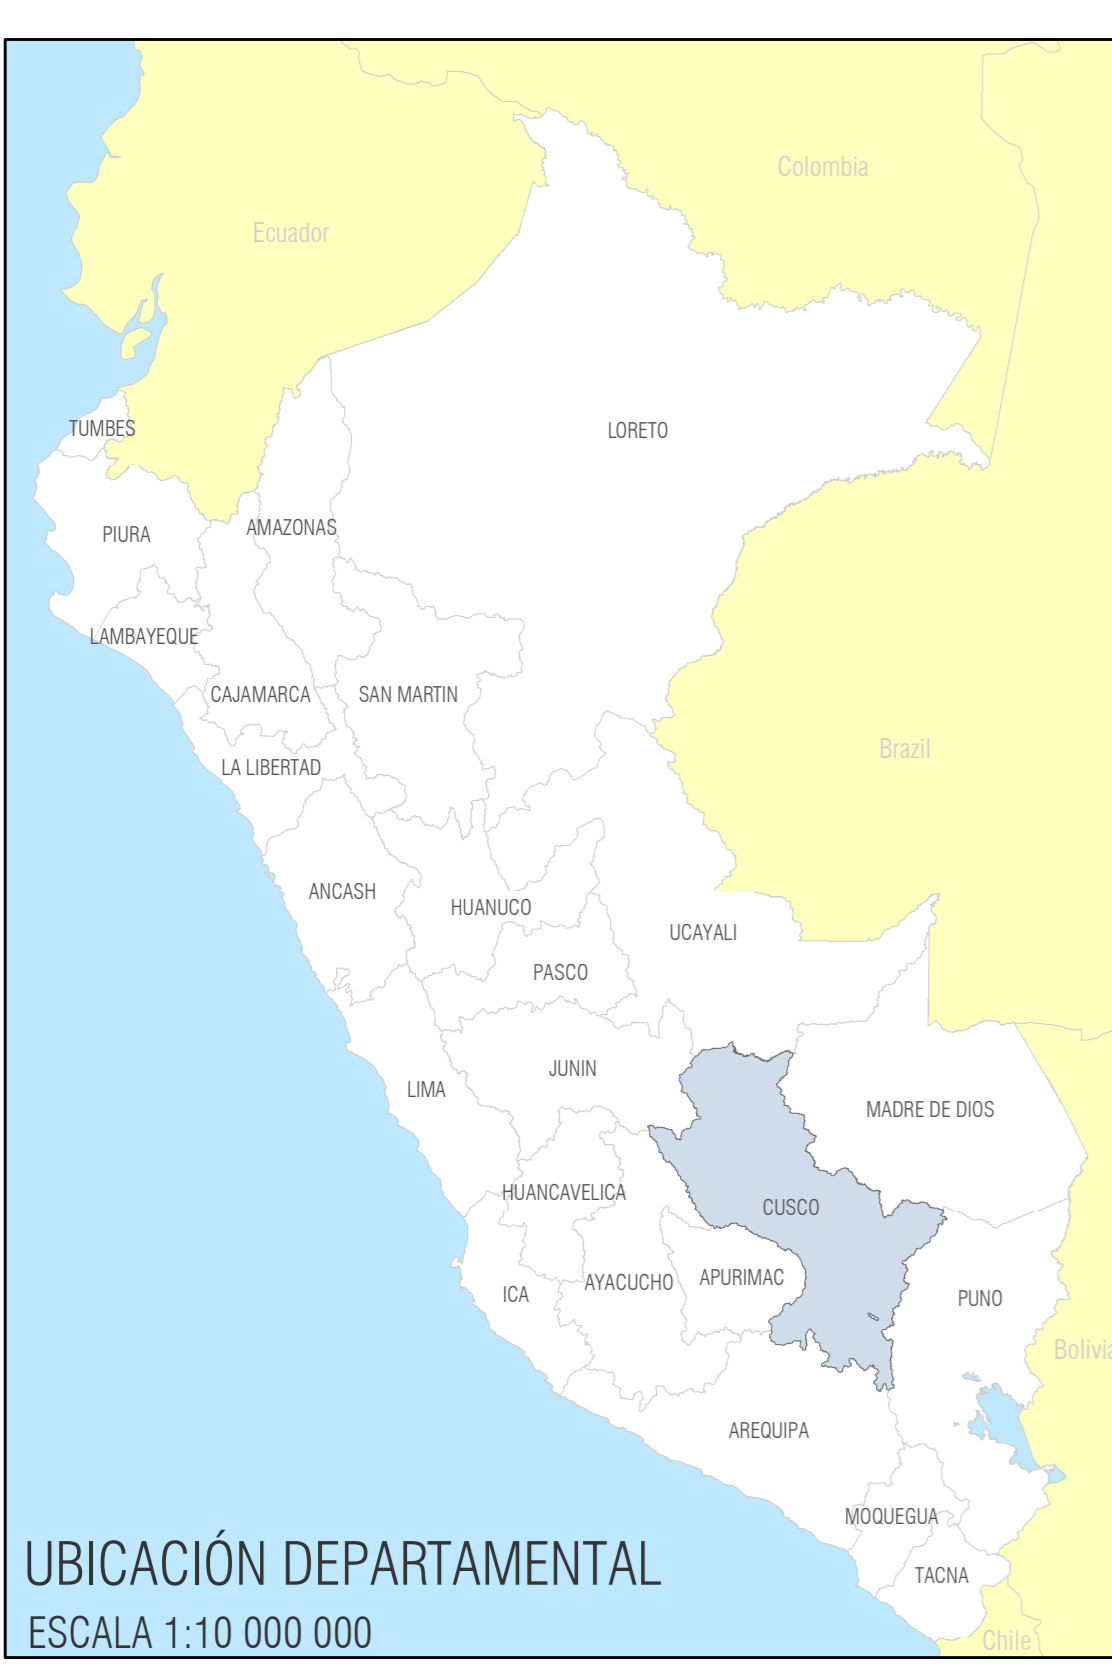 Colombia
Ecuador
TUMBES
LORETO
PIURA
AMAZONAS
LAMBAYEQUE
CAJAMARCA
SAN MARTIN
LA LIBERTAD
Brazil
ANCASH
HUANUCO
UCAYALI
PASCO
JUNIN
LIMA
MADRE DE DIOS
HUANCAVELICA
CUSCO
ICA
AYACUCHO
APURIMAC
PUNO
Bolivia
AREQUIPA
MOQUEGUA
TACNA
UBICACIÓN DEPARTAMENTAL
ESCALA 1:10 000 000
Chile